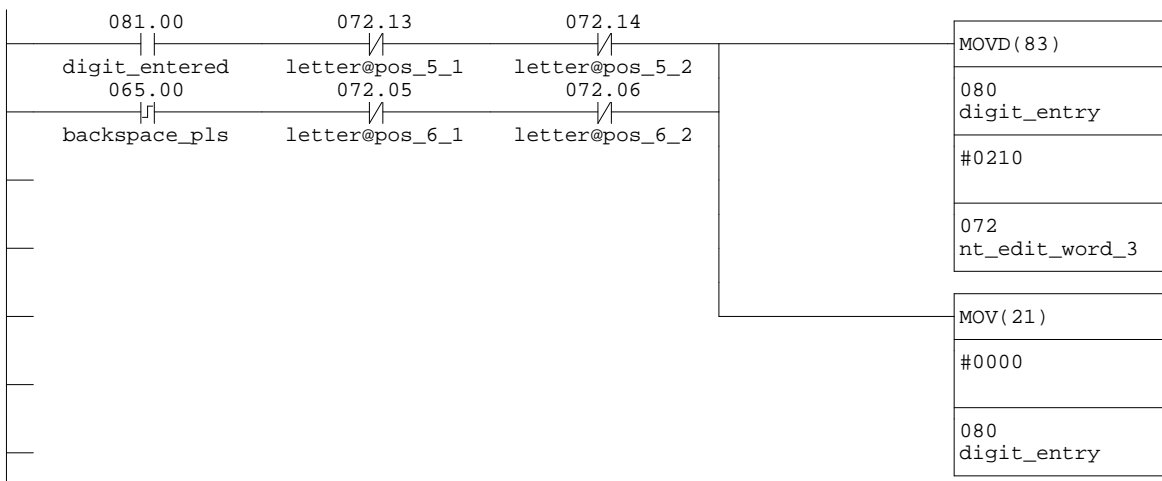 081.00 072.13 072.14
digit_entered letter@pos_5_1 letter@pos_5_2
065.00 072.05 072.06
backspace_pls letter@pos_6_1 letter@pos_6_2
MOVD(83)
080
digit_entry
#0210
072
nt_edit_word_3
MOV(21)
#0000
080
digit_entry